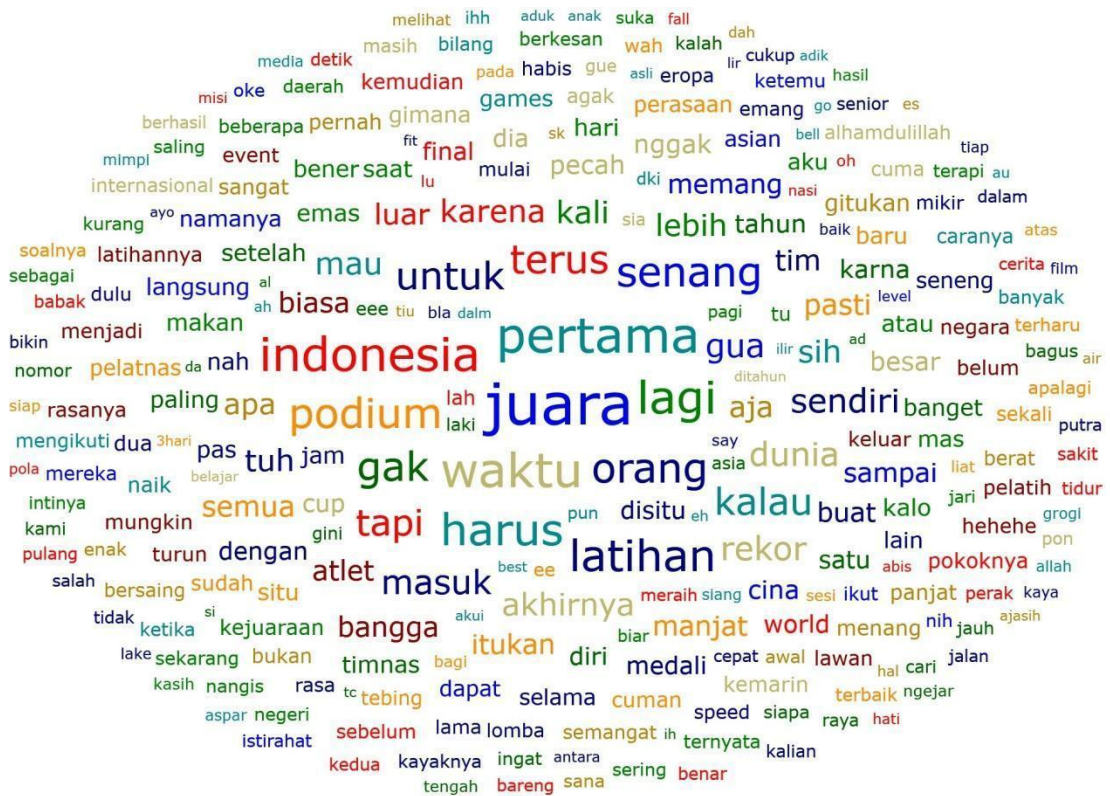 melihat ihh aduk anak suka fall
masih bilang berkesan wah kalah dah
media detik kemudian pada habis gue asli eropa lir cukup adik
misi oke daerah games agak ketemu hasil
berhasil beberapa pernah gimana dia sk hari perasaan emang go senior es
saling fit final nggak asian bell alhamdulillah
mimpi event bener saat mulai pecah dki memang aku oh cuma terapi tiap au
internasional sangat lu nasi
kurang ayo namanya emas luar karena kali sia lebih tahun baik gitukan mikir dalam
soalnya latihannya setelah mau untuk terus senang tim baru caranya atas
sebagai al karna seneng cerita film
babak dulu langsung ah biasa eee tiu bla dalm pagi tu pasti level banyak
bikin menjadi makan atau negara terharu
nomor pelatnas da nah indonesia pertama gua ilir sih ad besar belum bagus air
siap rasanya paling apa podium lah juara lagi ditahun aja sendiri banget sekali apalagi
laki putra
mengikuti dua 3hari pas tuh jam gak waktu orang say asia dunia keluar mas berat sakit
pola mereka naik belajar sampai liat
intinya semua cup tapi harus pun disitu eh kalau buat kalo jari pelatih tidur
kami mungkin gini lain hehehe grogi
pulang enak turun dengan atlet masuk best ee latihan rekor satu abis pokoknya pon
salah bersaing sudah situ akhirnya meraih siang cina sesi ikut panjat perak kaya allah
tidak si kejuaraan bangga akui itukan biar manjat world menang nih jauh ajasih
ketika
lake sekarang bukan timnas bagi diri medali cepat awal lawan hal cari jalan
kasih nangis rasa tc tebing dapat selama cuman kemarin terbaik ngejar
aspar negeri speed siapa raya hati
istirahat sebelum lama lomba semangat ih ternyata kalian
kedua kayaknya ingat antara sering benar
tengah bareng sana